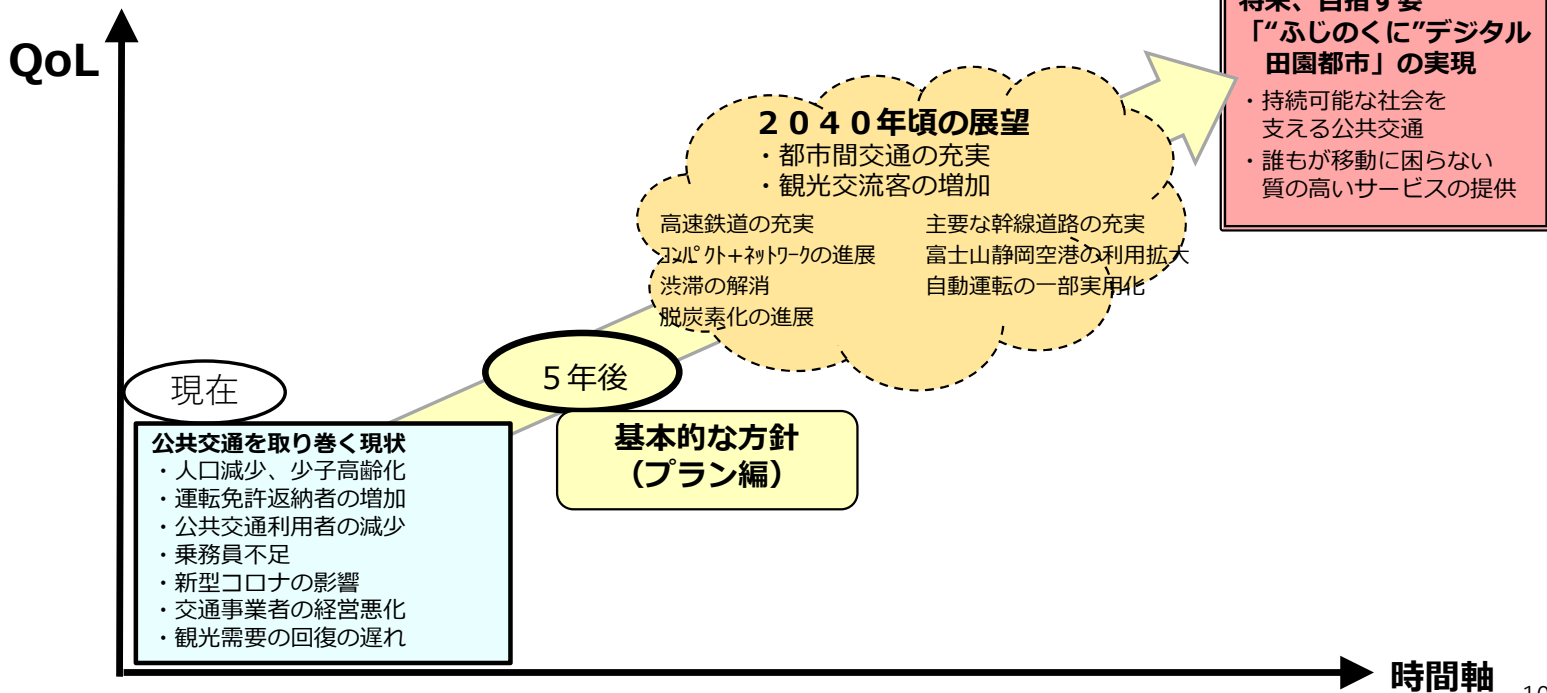 QoL
将来、目指す姿
「“ふじのくに”デジタル
田園都市」の実現
・持続可能な社会を
支える公共交通
・誰もが移動に困らない
質の高いサービスの提供
２０４０年頃の展望
・都市間交通の充実
・観光交流客の増加
高速鉄道の充実
ｺﾝﾊﾟｸﾄ+ﾈｯﾄﾜｰｸの進展
渋滞の解消
脱炭素化の進展
主要な幹線道路の充実
富士山静岡空港の利用拡大
自動運転の一部実用化
５年後
基本的な方針
（プラン編）
現在
公共交通を取り巻く現状
・人口減少、少子高齢化
・運転免許返納者の増加
・公共交通利用者の減少
・乗務員不足
・新型コロナの影響
・交通事業者の経営悪化
・観光需要の回復の遅れ
時間軸